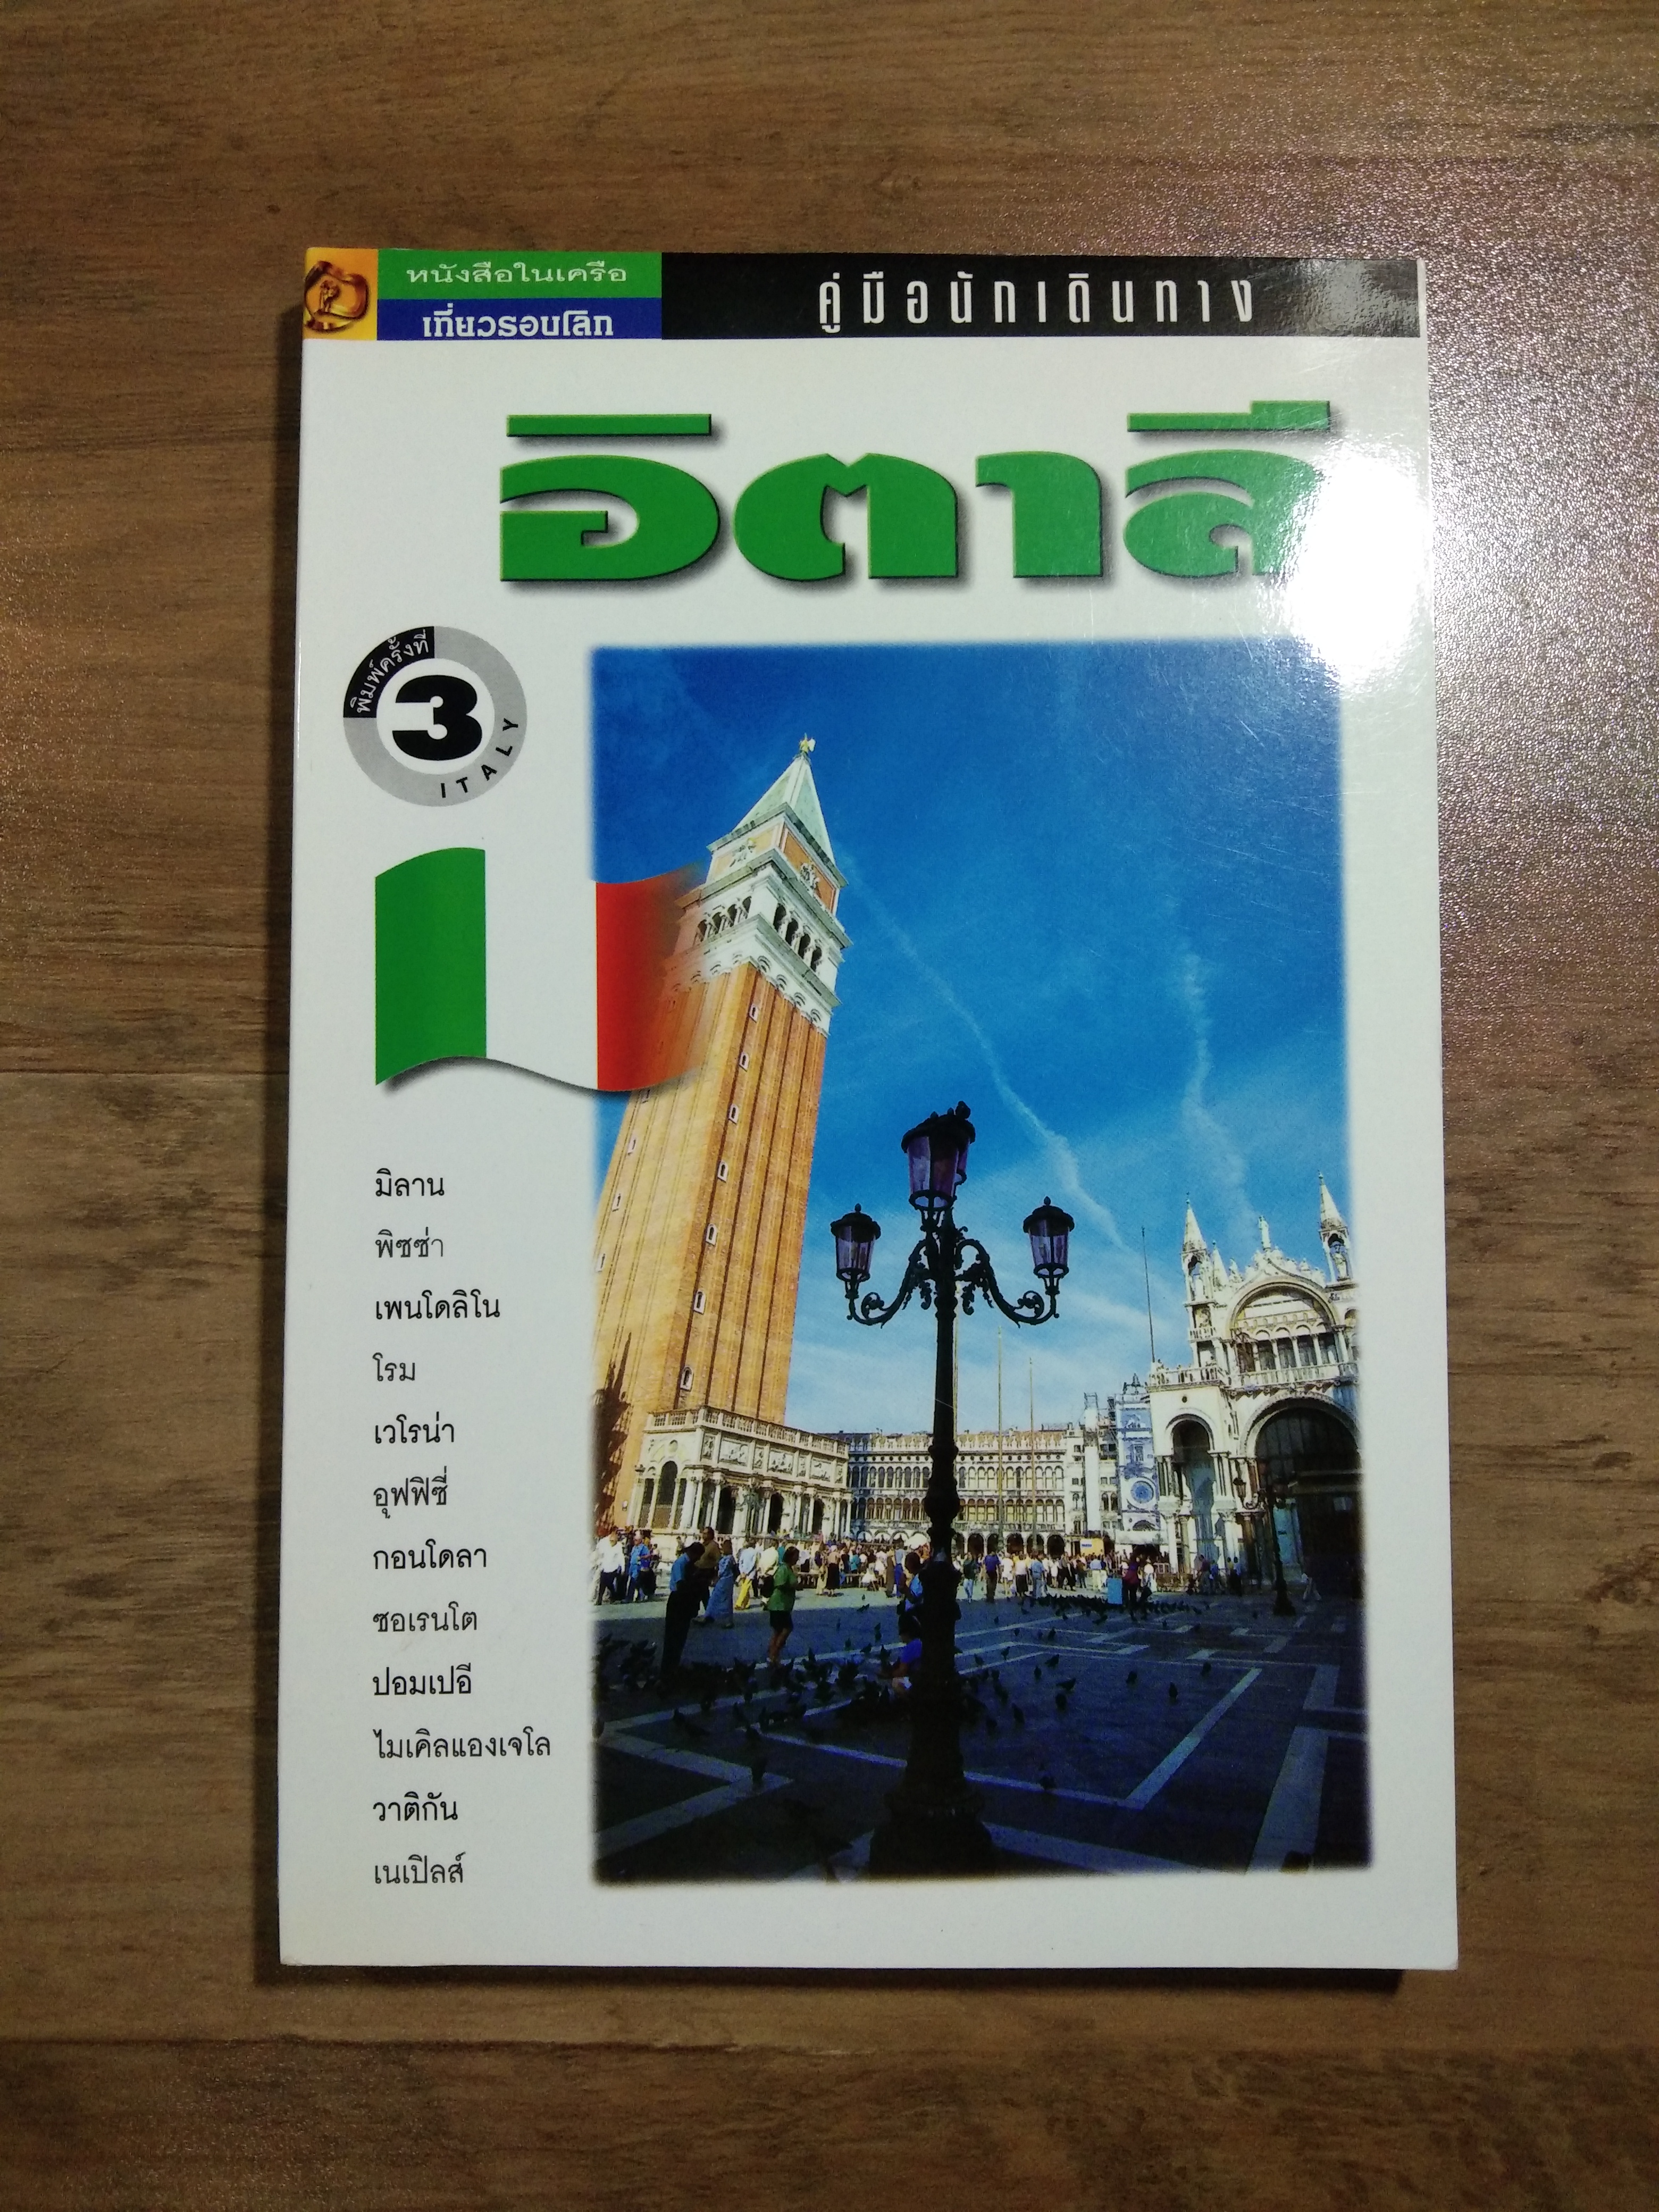 หนังสือในเครือ
เที่ยวรอบโลก
คู่มือนักเดินทาง
อิตาลี
พิมพ์ครั้งที่
3
ITALY
มิลาน
พิซซ่า
เพนโดลิโน
โรม
เวโรน่า
อุฟฟิซี่
กอนโดลา
ซอเรนโต
ปอมเปอี
ไมเคิลแองเจโล
วาติกัน
เนเปิลส์